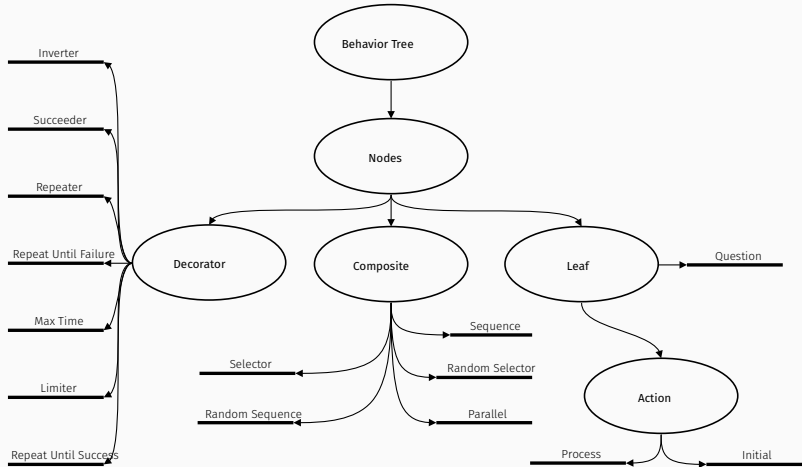 Behavior Tree
Inverter
Succeeder
Nodes
Repeater
Repeat Until Failure
Decorator
Composite
Leaf
Question
Max Time
Sequence
Selector
Random Selector
Limiter
Action
Random Sequence
Parallel
Repeat Until Success
Process
Initial